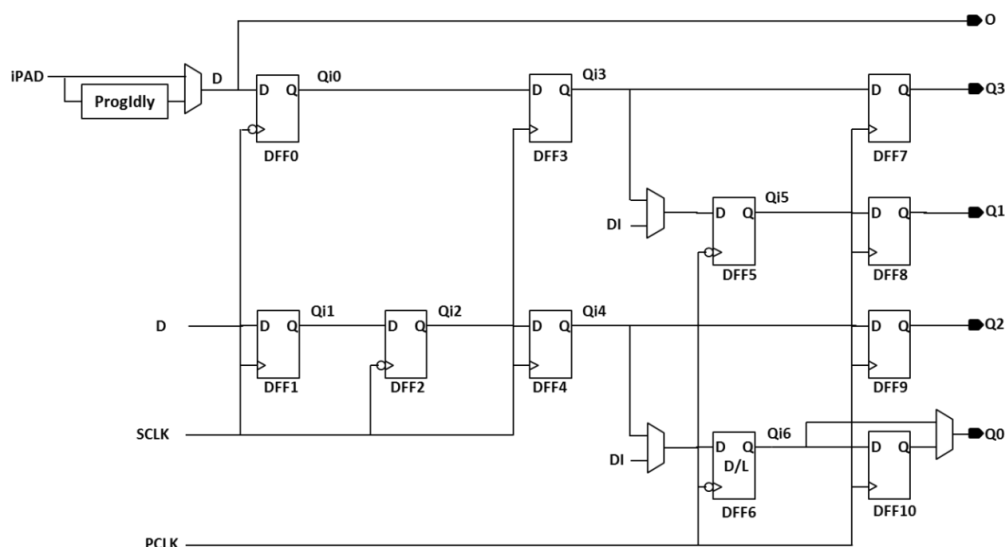 O
iPAD
D
Qi0
Qi3
ProgIdly
D Q
D Q
D Q
Q3
DFF0
DFF3
DFF7
Qi5
D Q
D Q
Q1
DI
DFF5
DFF8
Qi1
Qi2
Qi4
D
D Q
D Q
D Q
D Q
Q2
DFF1
DFF2
DFF4
DFF9
SCLK
Qi6
Q0
D Q
D Q
DI
D/L
DFF6
DFF10
PCLK